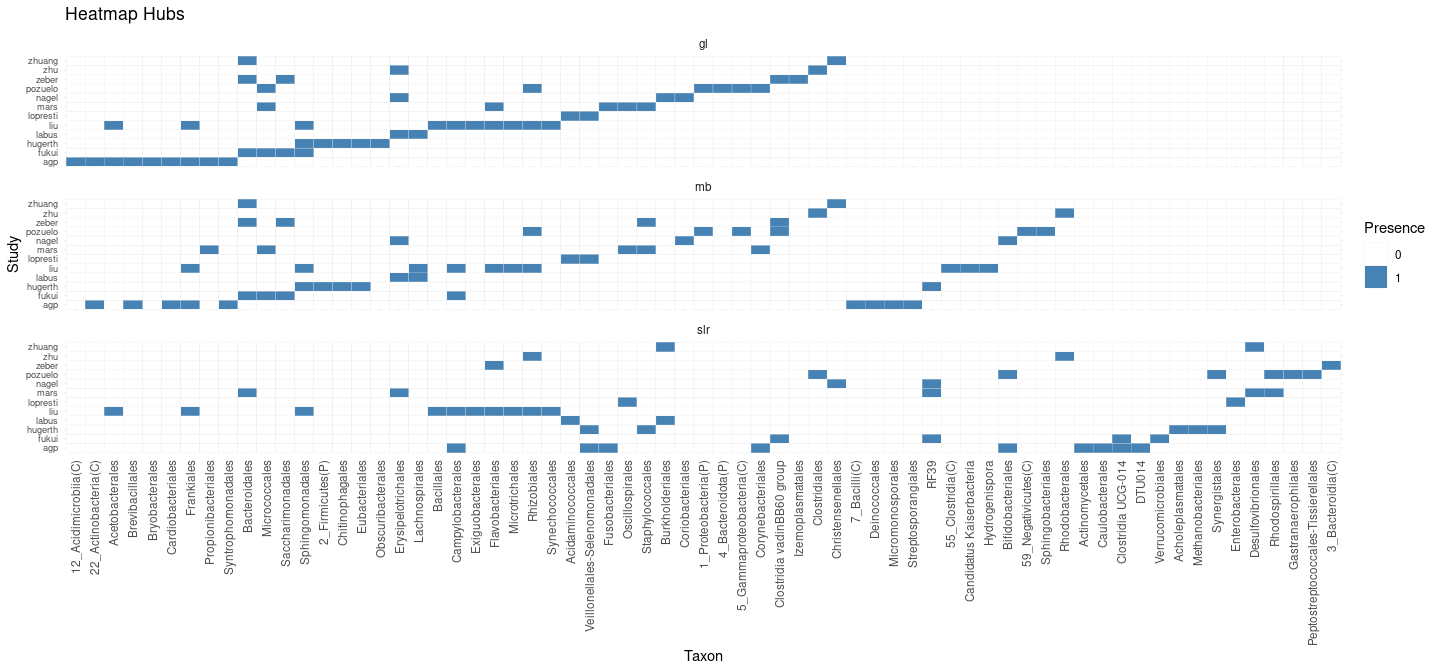 Heatmap Hubs
gl
zhuang
zhu
zeber
pozuelo
nagel
mars
lopresti
liu
labus
hugerth
fukui
agp
mb
zhuang
zhu
zeber
pozuelo
nagel
mars
lopresti
liu
labus
hugerth
fukui
agp
slr
zhuang
zhu
zeber
pozuelo
nagel
mars
lopresti
liu
labus
hugerth
fukui
agp
Study
12_Acidimicrobiia(C)
22_Actinobacteria(C)
Acetobacterales
Brevibacillales
Bryobacterales
Cardiobacteriales
Frankiales
Propionibacteriales
Syntrophomonadales
Bacteroidales
Micrococcales
Saccharimonadales
Sphingomonadales
2_Firmicutes(P)
Chitinophagales
Eubacteriales
Obscuribacterales
Erysipelotrichales
Lachnospirales
Bacillales
Campylobacterales
Exiguobacterales
Flavobacteriales
Microtrichales
Rhizobiales
Synechococcales
Acidaminococcales
Veillonellales-Selenomonadales
Fusobacteriales
Oscillospirales
Staphylococcales
Burkholderiales
Coriobacteriales
1_Proteobacteria(P)
4_Bacteroidota(P)
5_Gammaproteobacteria(C)
Corynebacteriales
Clostridia vadinBB60 group
Izemoplasmatales
Clostridiales
Christensenellales
7_Bacilli(C)
Deinococcales
Micromonosporales
Streptosporangiales
RF39
55_Clostridia(C)
Candidatus Kaiserbacteria
Hydrogenispora
Bifidobacteriales
59_Negativicutes(C)
Sphingobacteriales
Rhodobacterales
Actinomycetales
Caulobacterales
Clostridia UCG-014
DTU014
Verrucomicrobiales
Acholeplasmatales
Methanobacteriales
Synergistales
Enterobacterales
Desulfovibrionales
Rhodospirillales
Gastranaerophilales
Peptostreptococcales-Tissierellales
3_Bacteroidia(C)
Taxon
Presence
0
1